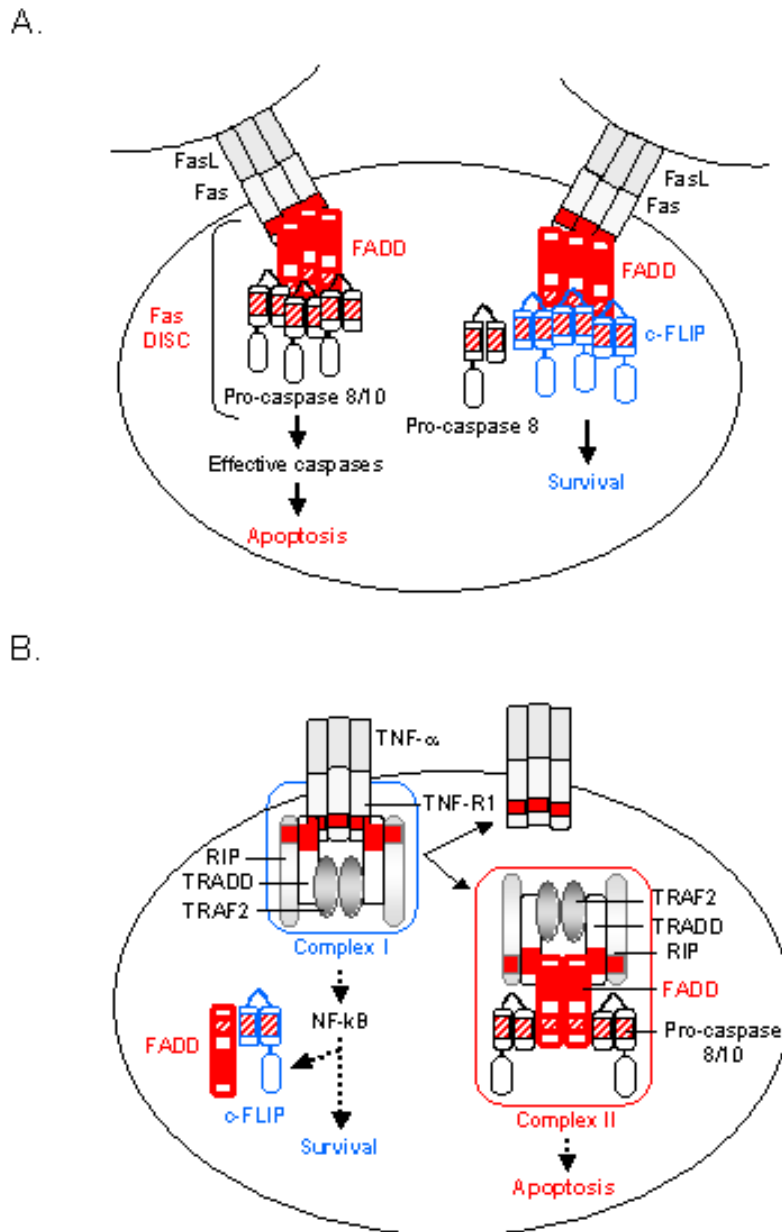 A.
FasL
Fas
FADD
Fas
DISC
Pro-caspase 8/10
Effective caspases
Apoptosis
FasL
Fas
FADD
c-FLIP
Pro-caspase 8
Survival
B.
TNF-α
TNF-R1
RIP
TRADD
TRAF2
Complex I
NF-kB
FADD
c-FLIP
Survival
TRAF2
TRADD
RIP
FADD
Pro-caspase
8/10
Complex II
Apoptosis